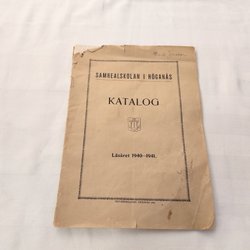 SAMREALSKOLAN I HÖGANÄS
KATALOG
Läsåret 1940–1941.